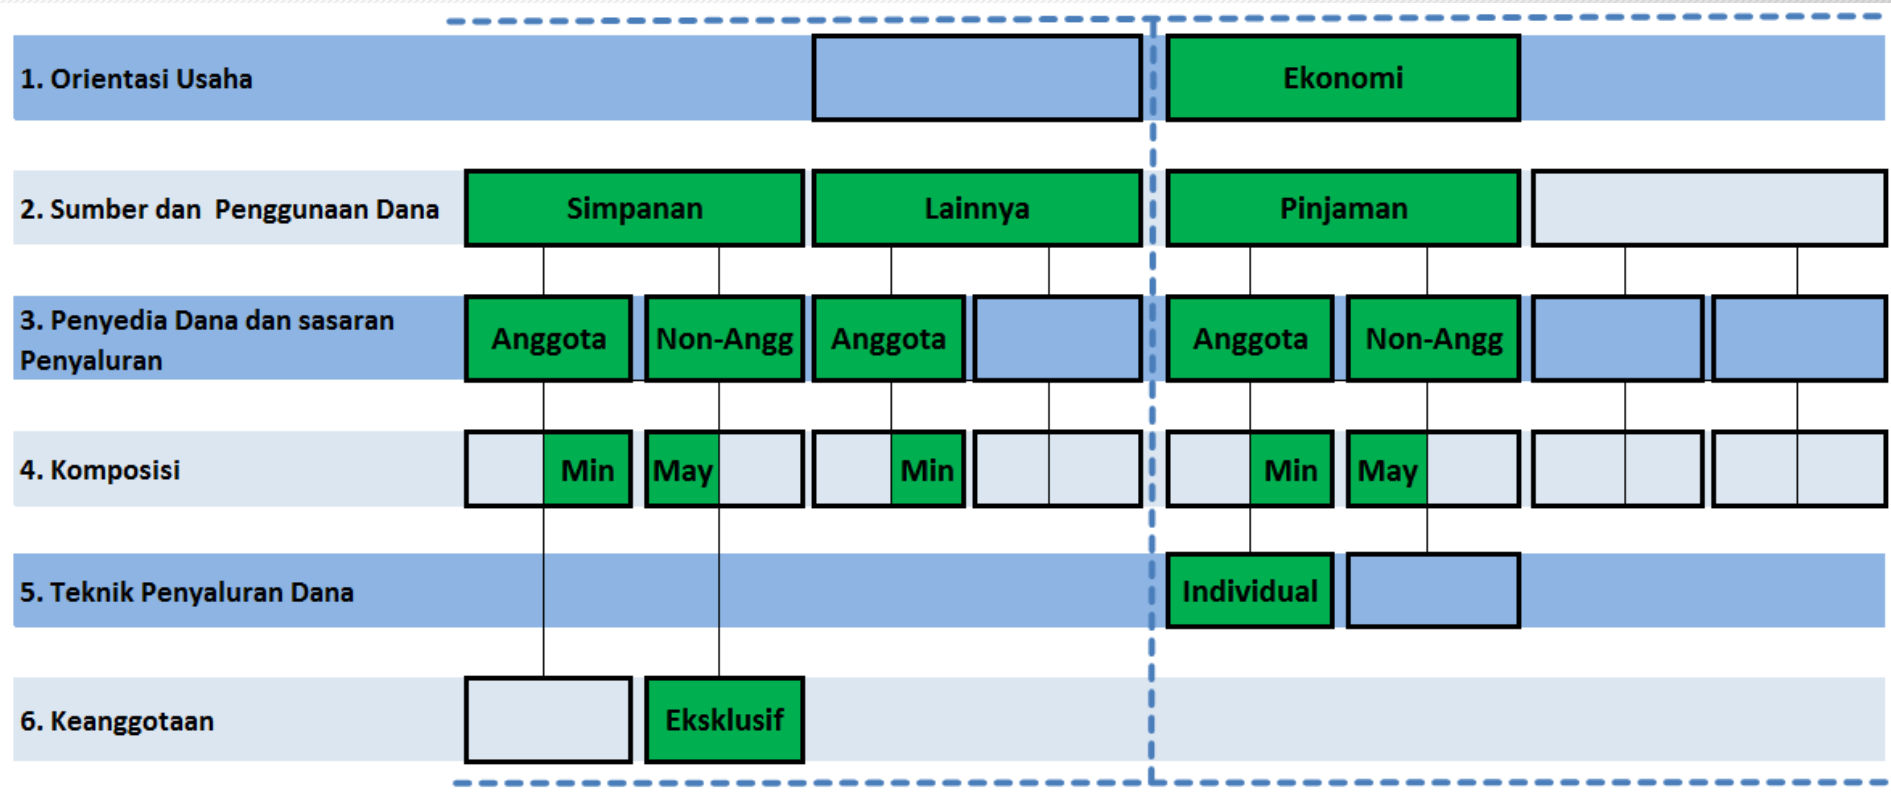 1. Orientasi Usaha
Ekonomi
2. Sumber dan Penggunaan Dana
Simpanan
Lainnya
Pinjaman
3. Penyedia Dana dan sasaran
Penyaluran
Anggota
Non-Angg
Anggota
Anggota
Non-Angg
4. Komposisi
Min
May
Min
Min
May
5. Teknik Penyaluran Dana
Individual
6. Keanggotaan
Eksklusif